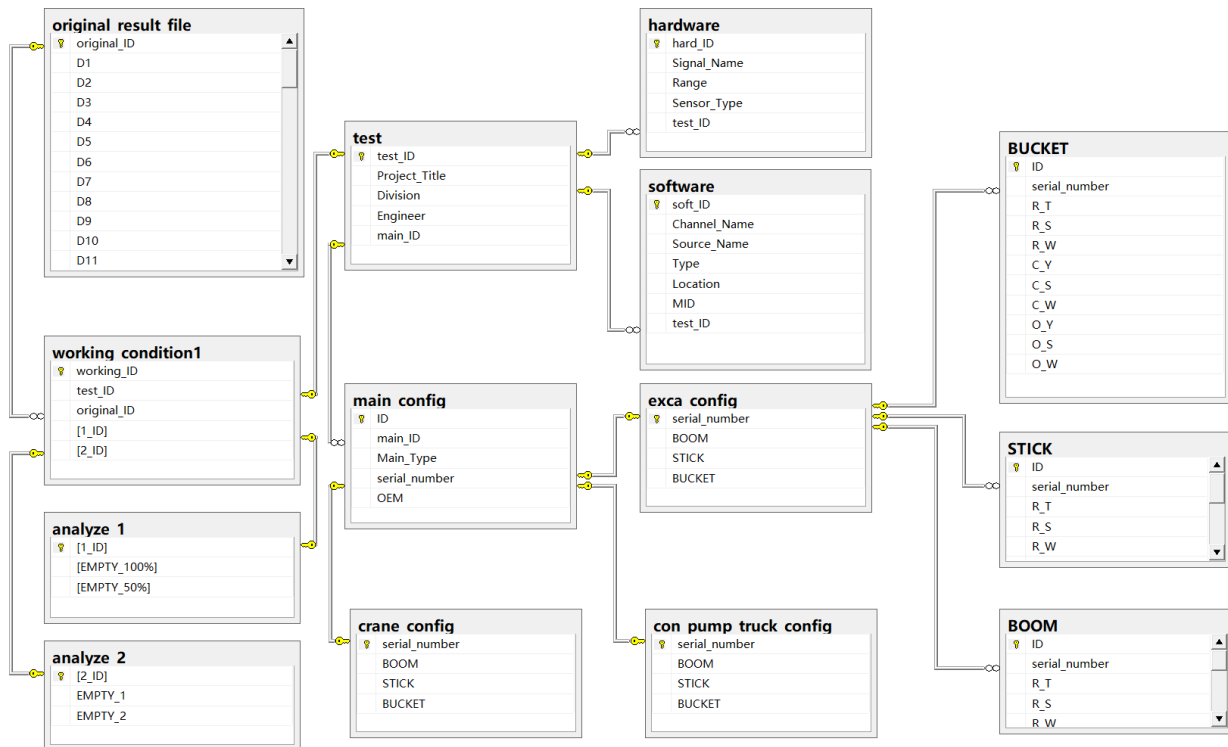 original_result_file
original_ID
D1
D2
D3
D4
D5
D6
D7
D8
D9
D10
D11
working_condition1
working_ID
test_ID
original_ID
[1_ID]
[2_ID]
analyze_1
[1_ID]
[EMPTY_100%]
[EMPTY_50%]
analyze_2
[2_ID]
EMPTY_1
EMPTY_2
test
test_ID
Project_Title
Division
Engineer
main_ID
main_config
ID
main_ID
Main_Type
serial_number
OEM
crane_config
serial_number
BOOM
STICK
BUCKET
hardware
hard_ID
Signal_Name
Range
Sensor_Type
test_ID
software
soft_ID
Channel_Name
Source_Name
Type
Location
MID
test_ID
exca_config
serial_number
BOOM
STICK
BUCKET
con_pump_truck_config
serial_number
BOOM
STICK
BUCKET
BUCKET
ID
serial_number
R_T
R_S
R_W
C_Y
C_S
C_W
O_Y
O_S
O_W
STICK
ID
serial_number
R_T
R_S
R_W
BOOM
ID
serial_number
R_T
R_S
R_W